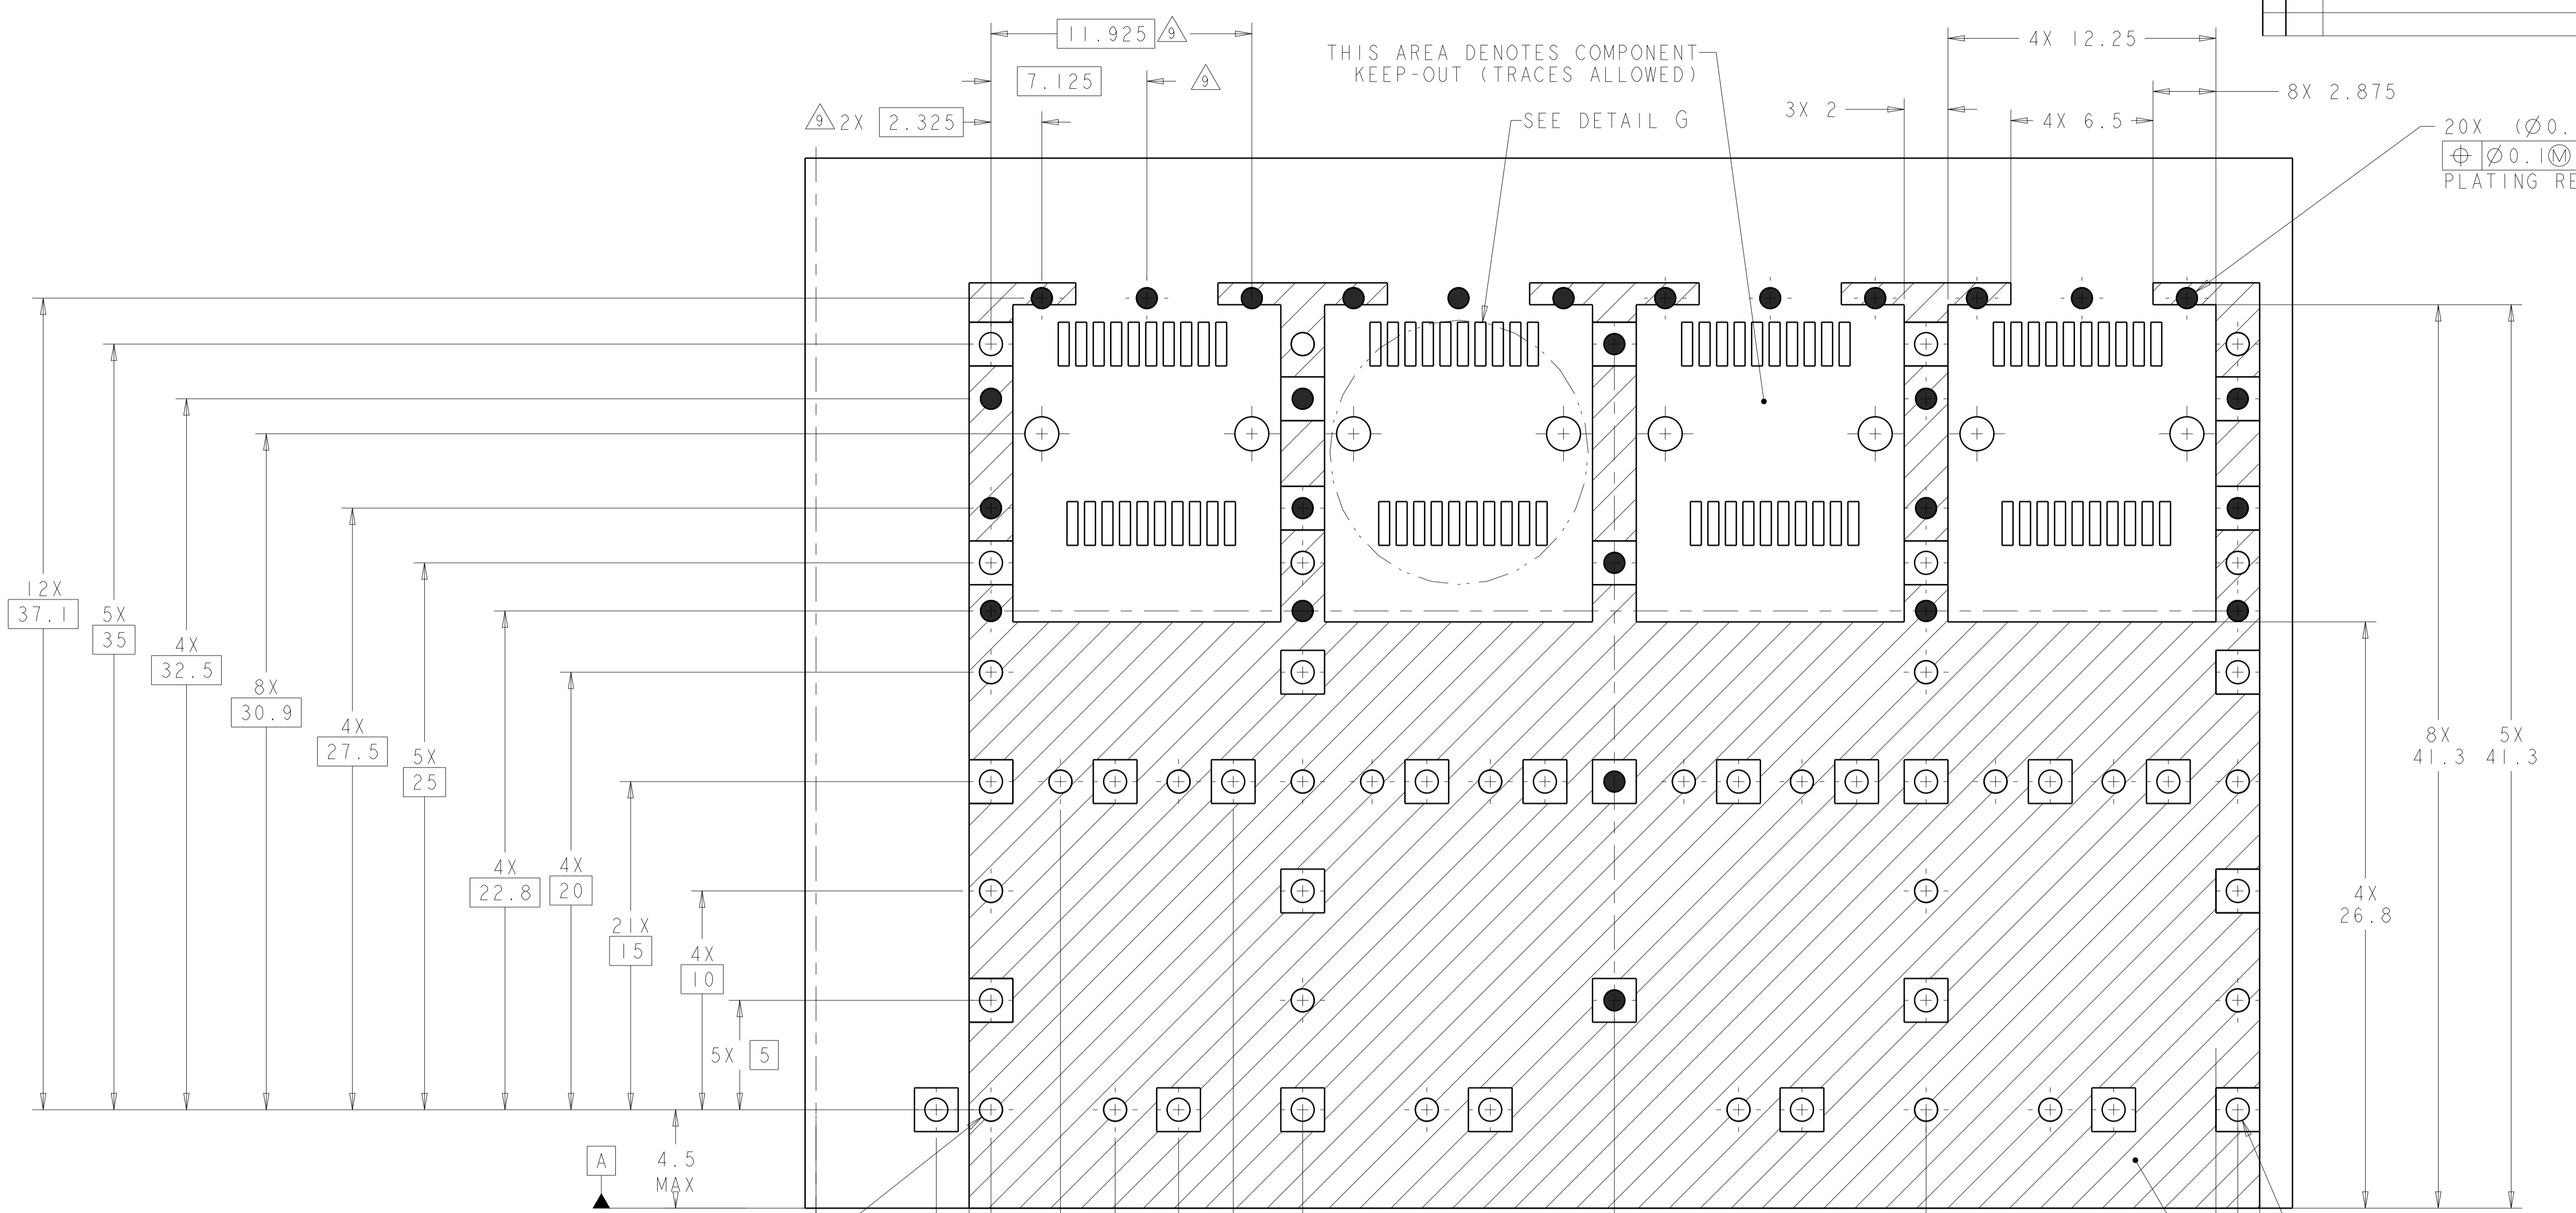 11.925 9
7.125 9
9 2X 2.325
THIS AREA DENOTES COMPONENT
KEEP-OUT (TRACES ALLOWED)
SEE DETAIL G
3X 2
4X 12.25
8X 2.875
4X 6.5
20X (Ø0.
⌖ Ø0.1Ⓜ
PLATING RE
12X
37.1
5X
35
4X
32.5
8X
30.9
4X
27.5
5X
25
4X
22.8
4X
20
21X
15
4X
10
5X 5
A
4.5
MAX
4X
26.8
8X
41.3
5X
41.3